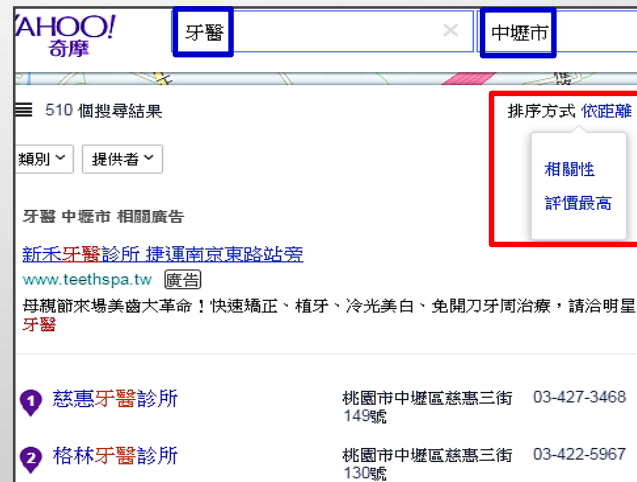 YAHOO!
奇摩
牙醫
中壢市
510 個搜尋結果
排序方式 依距離
類別
提供者
相關性
評價最高
牙醫 中壢市 相關廣告
新禾牙醫診所 捷運南京東路站旁
www.teethspa.tw 廣告
母親節來場美齒大革命！快速矯正、植牙、冷光美白、免開刀牙周治療，請洽明星
牙醫
1 慈惠牙醫診所
桃園市中壢區慈惠三街
149號
03-427-3468
2 格林牙醫診所
桃園市中壢區慈惠三街
130號
03-422-5967